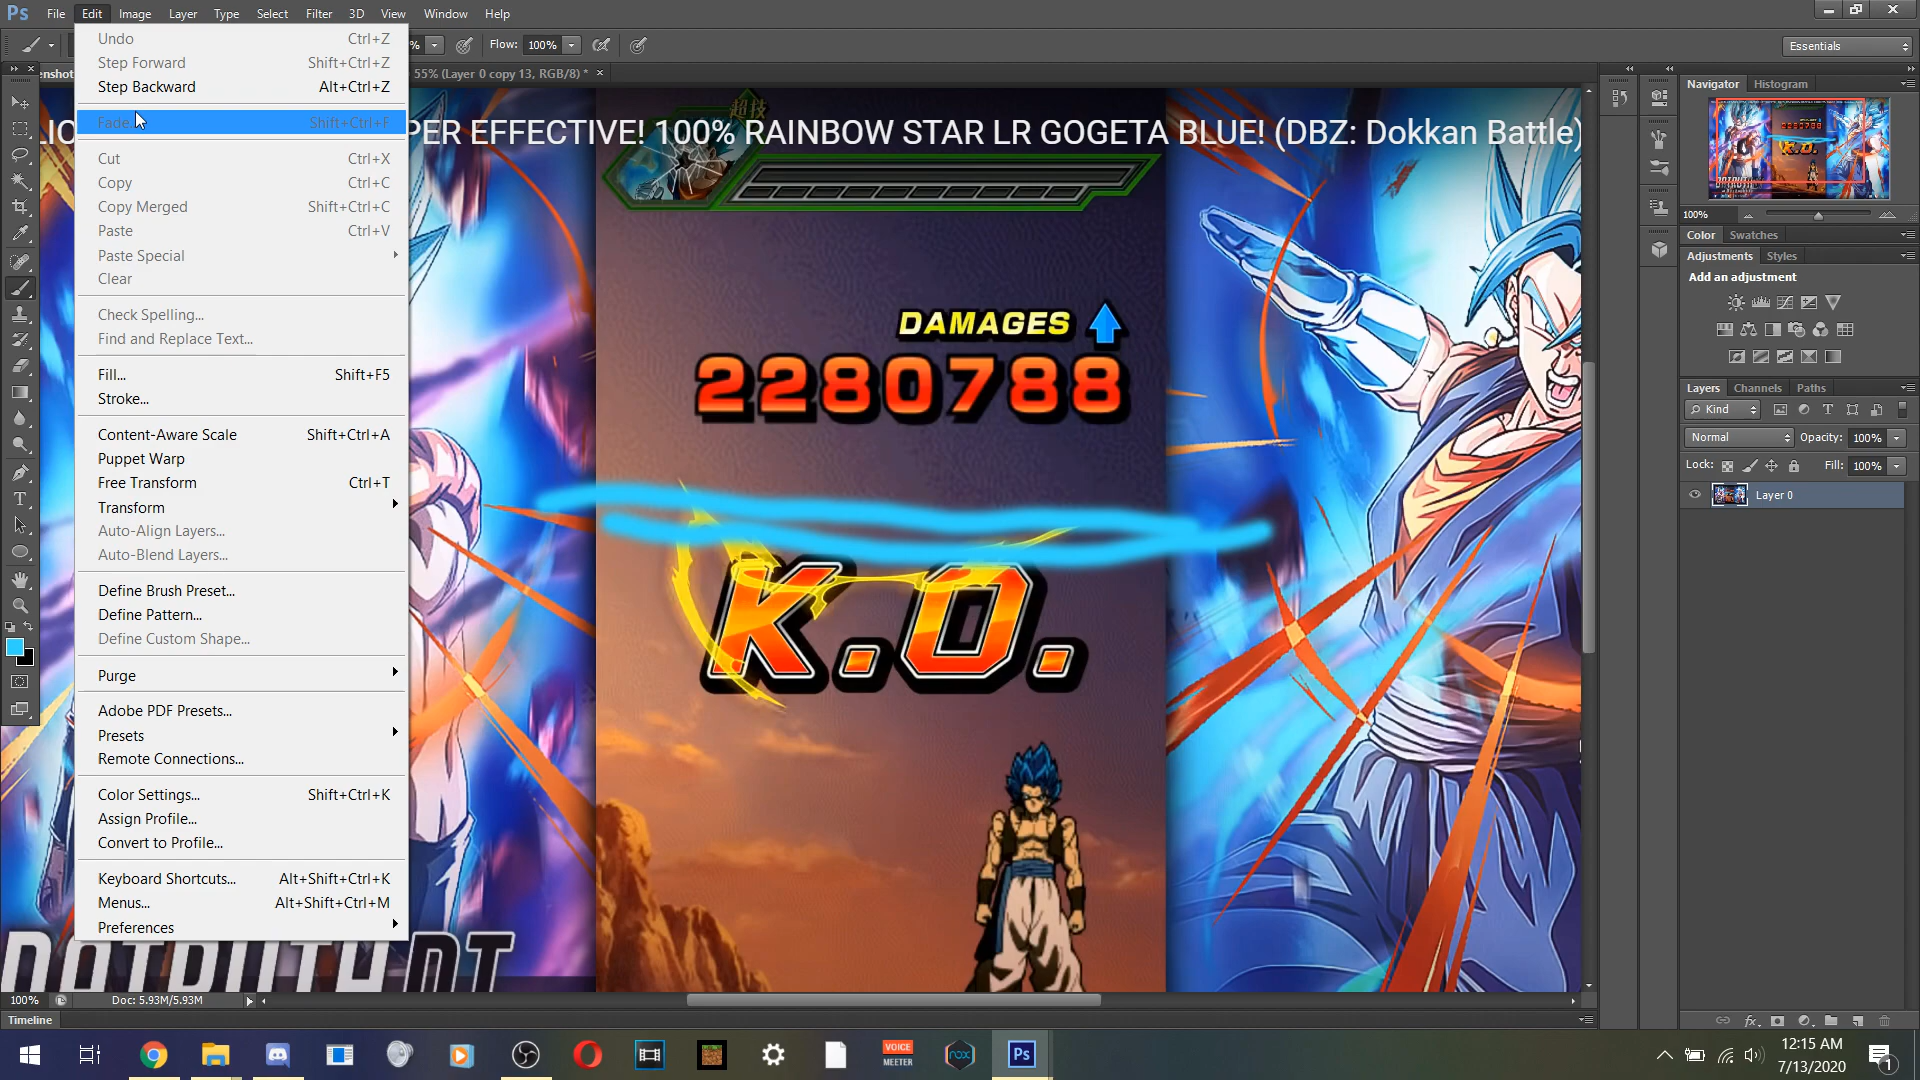 Ps File Edit Image Layer Type Select Filter 3D View Window Help
% Flow: 100% Essentials
enshot 55% (Layer 0 copy 13, RGB/8) * ×
Undo Ctrl+Z
Step Forward Shift+Ctrl+Z
Step Backward Alt+Ctrl+Z
Fade... Shift+Ctrl+F
Cut Ctrl+X
Copy Ctrl+C
Copy Merged Shift+Ctrl+C
Paste Ctrl+V
Paste Special
Clear
Check Spelling...
Find and Replace Text...
Fill... Shift+F5
Stroke...
Content-Aware Scale Shift+Ctrl+A
Puppet Warp
Free Transform Ctrl+T
Transform
Auto-Align Layers...
Auto-Blend Layers...
Define Brush Preset...
Define Pattern...
Define Custom Shape...
Purge
Adobe PDF Presets...
Presets
Remote Connections...
Color Settings... Shift+Ctrl+K
Assign Profile...
Convert to Profile...
Keyboard Shortcuts... Alt+Shift+Ctrl+K
Menus... Alt+Shift+Ctrl+M
Preferences
PER EFFECTIVE! 100% RAINBOW STAR LR GOGETA BLUE! (DBZ: Dokkan Battle)
超技
DAMAGES
2280788
K.O.
DATRUTHDT
Navigator Histogram
2280788
K.O.
100%
Color Swatches
Adjustments Styles
Add an adjustment
Layers Channels Paths
Kind
Normal Opacity: 100%
Lock: Fill: 100%
Layer 0
100% Doc: 5.93M/5.93M
Timeline
VOICE
MEETER
nox
Ps
12:15 AM
7/13/2020
1